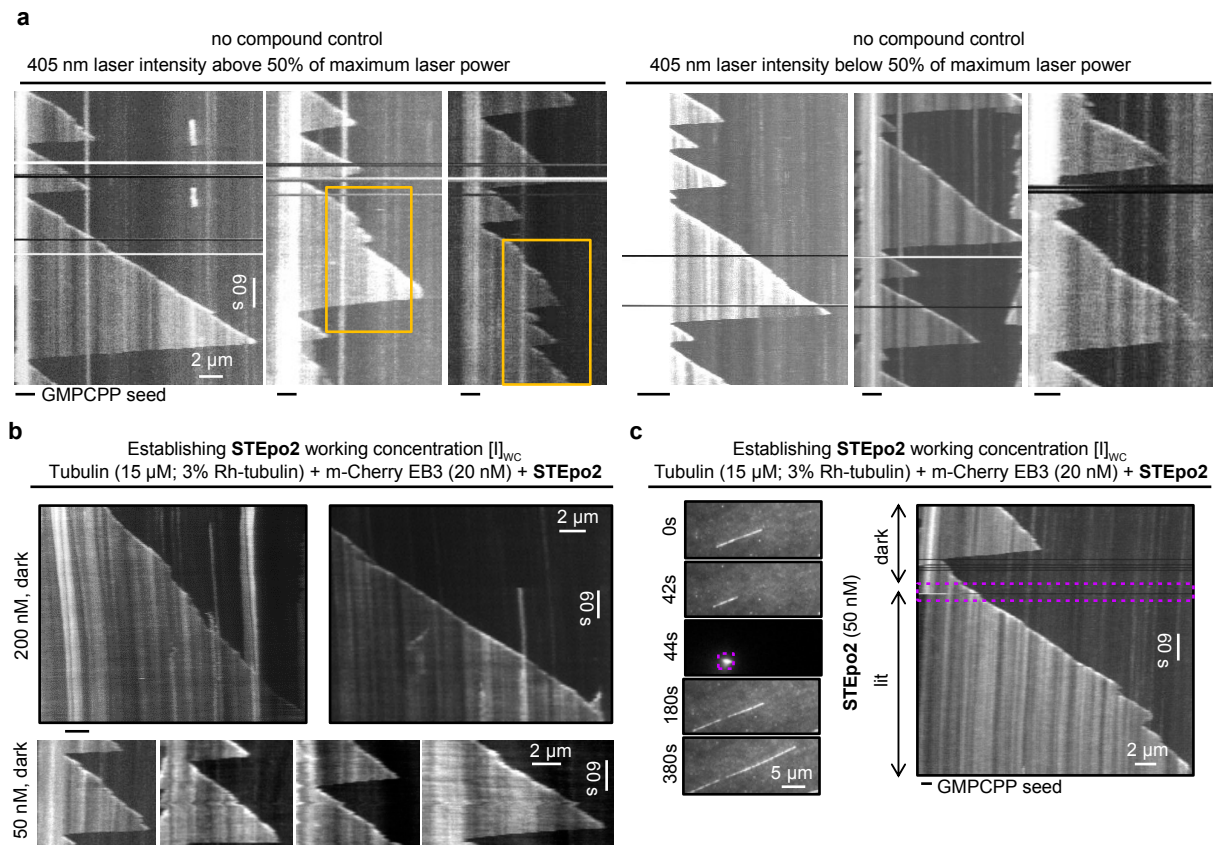 a
no compound control
405 nm laser intensity above 50% of maximum laser power
no compound control
405 nm laser intensity below 50% of maximum laser power
60 s
2 µm
GMPCPP seed
b
Establishing STEpo2 working concentration [I]WC
Tubulin (15 µM; 3% Rh-tubulin) + m-Cherry EB3 (20 nM) + STEpo2
200 nM, dark
2 µm
60 s
50 nM, dark
2 µm
60 s
c
Establishing STEpo2 working concentration [I]WC
Tubulin (15 µM; 3% Rh-tubulin) + m-Cherry EB3 (20 nM) + STEpo2
0s
42s
44s
180s
380s
5 µm
STEpo2 (50 nM)
dark
lit
60 s
2 µm
GMPCPP seed